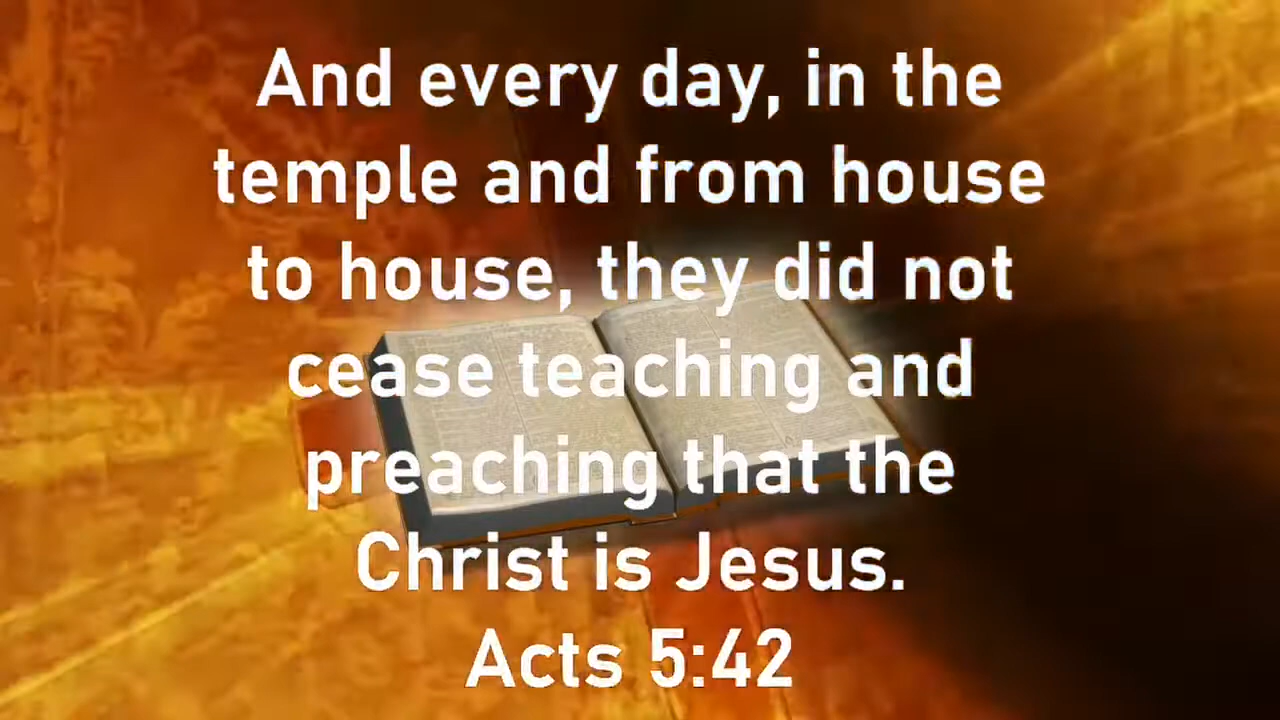 And every day, in the
temple and from house
to house, they did not
cease teaching and
preaching that the
Christ is Jesus.
Acts 5:42